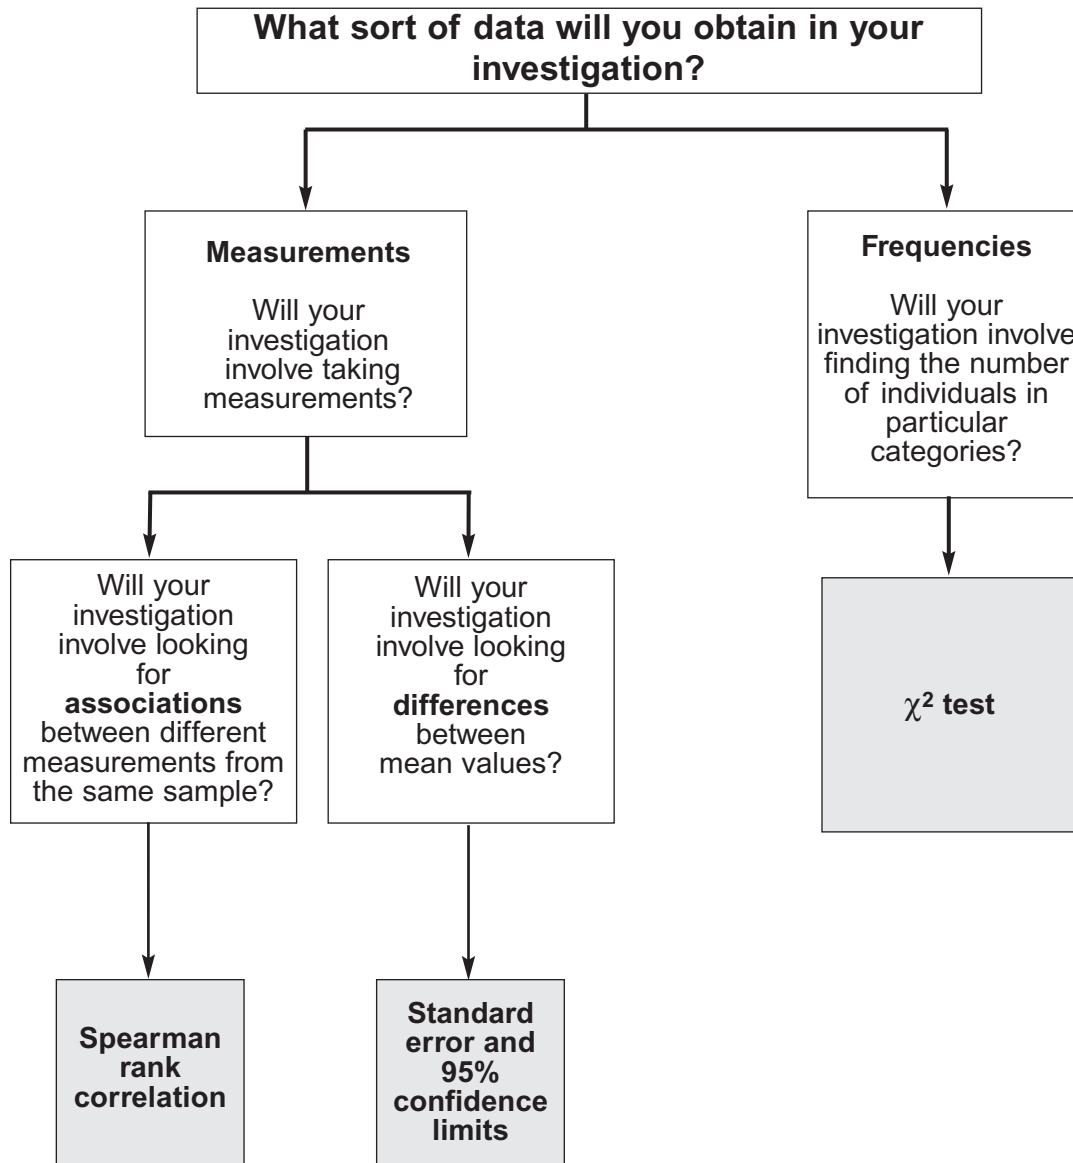 What sort of data will you obtain in your
investigation?
Measurements
Will your
investigation
involve taking
measurements?
Frequencies
Will your
investigation involve
finding the number
of individuals in
particular
categories?
Will your
investigation
involve looking
for
associations
between different
measurements from
the same sample?
Will your
investigation
involve looking
for
differences
between
mean values?
χ² test
Spearman
rank
correlation
Standard
error and
95%
confidence
limits